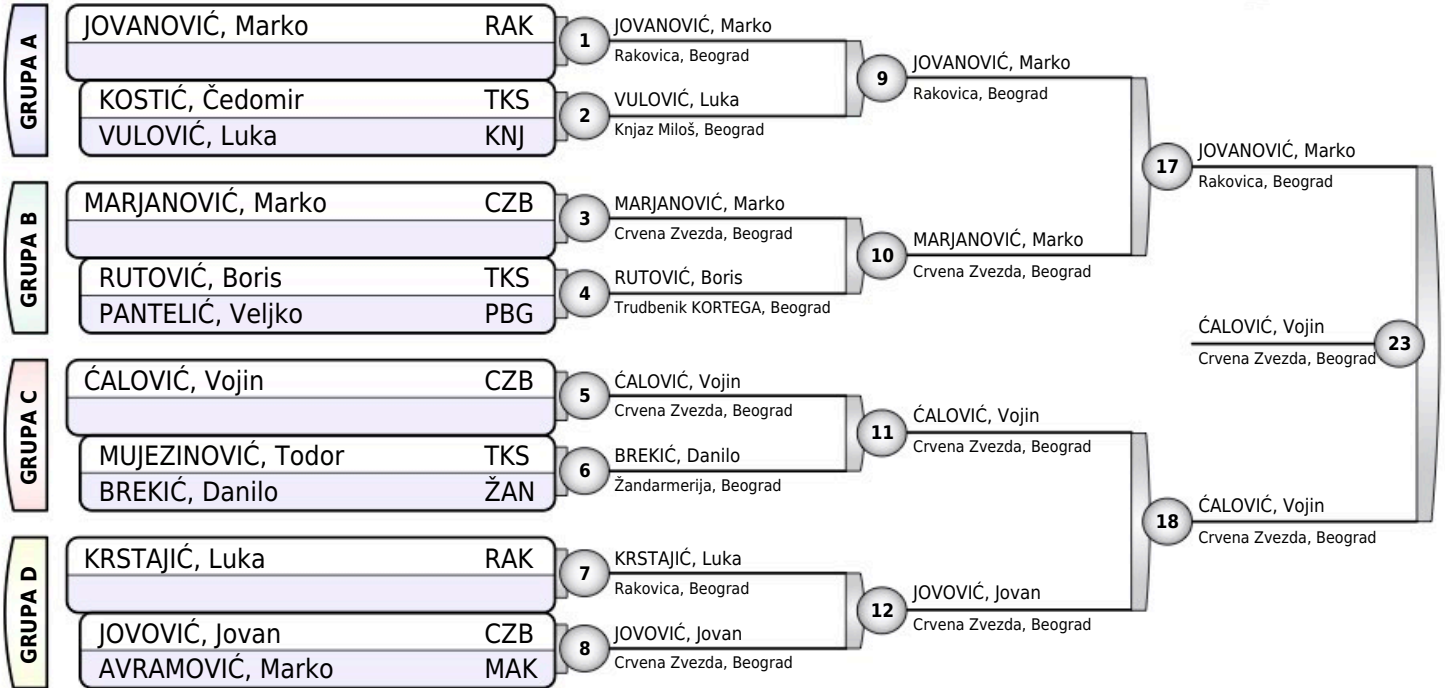 GRUPA A
JOVANOVIĆ, Marko RAK
KOSTIĆ, Čedomir TKS
VULOVIĆ, Luka KNJ
GRUPA B
MARJANOVIĆ, Marko CZB
RUTOVIĆ, Boris TKS
PANTELIĆ, Veljko PBG
GRUPA C
ĆALOVIĆ, Vojin CZB
MUJEZINOVIĆ, Todor TKS
BREKIĆ, Danilo ŽAN
GRUPA D
KRSTAJIĆ, Luka RAK
JOVOVIĆ, Jovan CZB
AVRAMOVIĆ, Marko MAK
1
JOVANOVIĆ, Marko
Rakovica, Beograd
2
VULOVIĆ, Luka
Knjaz Miloš, Beograd
3
MARJANOVIĆ, Marko
Crvena Zvezda, Beograd
4
RUTOVIĆ, Boris
Trudbenik KORTEGA, Beograd
5
ĆALOVIĆ, Vojin
Crvena Zvezda, Beograd
6
BREKIĆ, Danilo
Žandarmerija, Beograd
7
KRSTAJIĆ, Luka
Rakovica, Beograd
8
JOVOVIĆ, Jovan
Crvena Zvezda, Beograd
9
JOVANOVIĆ, Marko
Rakovica, Beograd
10
MARJANOVIĆ, Marko
Crvena Zvezda, Beograd
11
ĆALOVIĆ, Vojin
Crvena Zvezda, Beograd
12
JOVOVIĆ, Jovan
Crvena Zvezda, Beograd
17
JOVANOVIĆ, Marko
Rakovica, Beograd
18
ĆALOVIĆ, Vojin
Crvena Zvezda, Beograd
ĆALOVIĆ, Vojin
Crvena Zvezda, Beograd
23